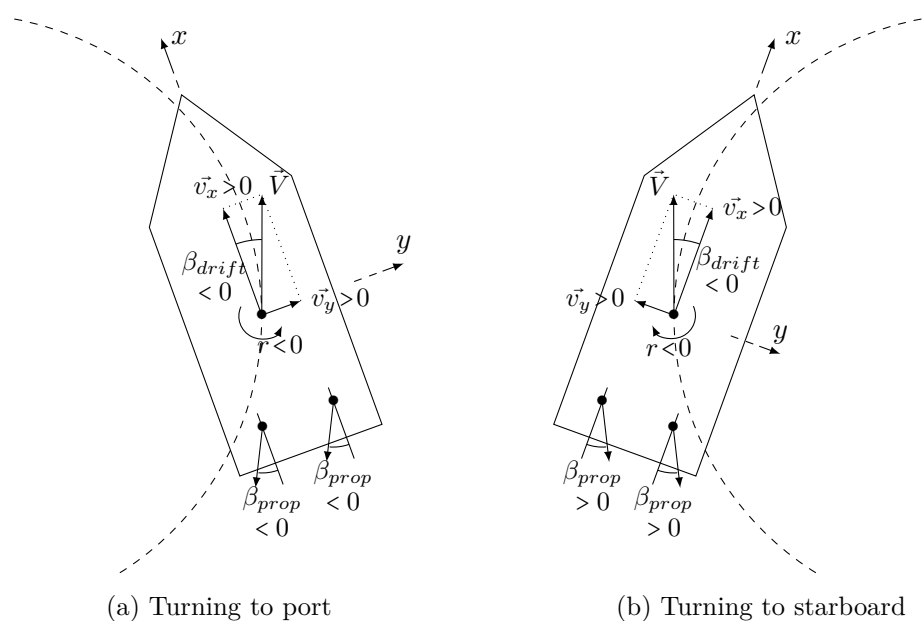 x
v⃗x>0
V⃗
y
βdrift
<0
v⃗y>0
r<0
βprop
<0
βprop
<0
(a) Turning to port
x
V⃗
v⃗x>0
βdrift
<0
v⃗y>0
r<0
y
βprop
>0
βprop
>0
(b) Turning to starboard